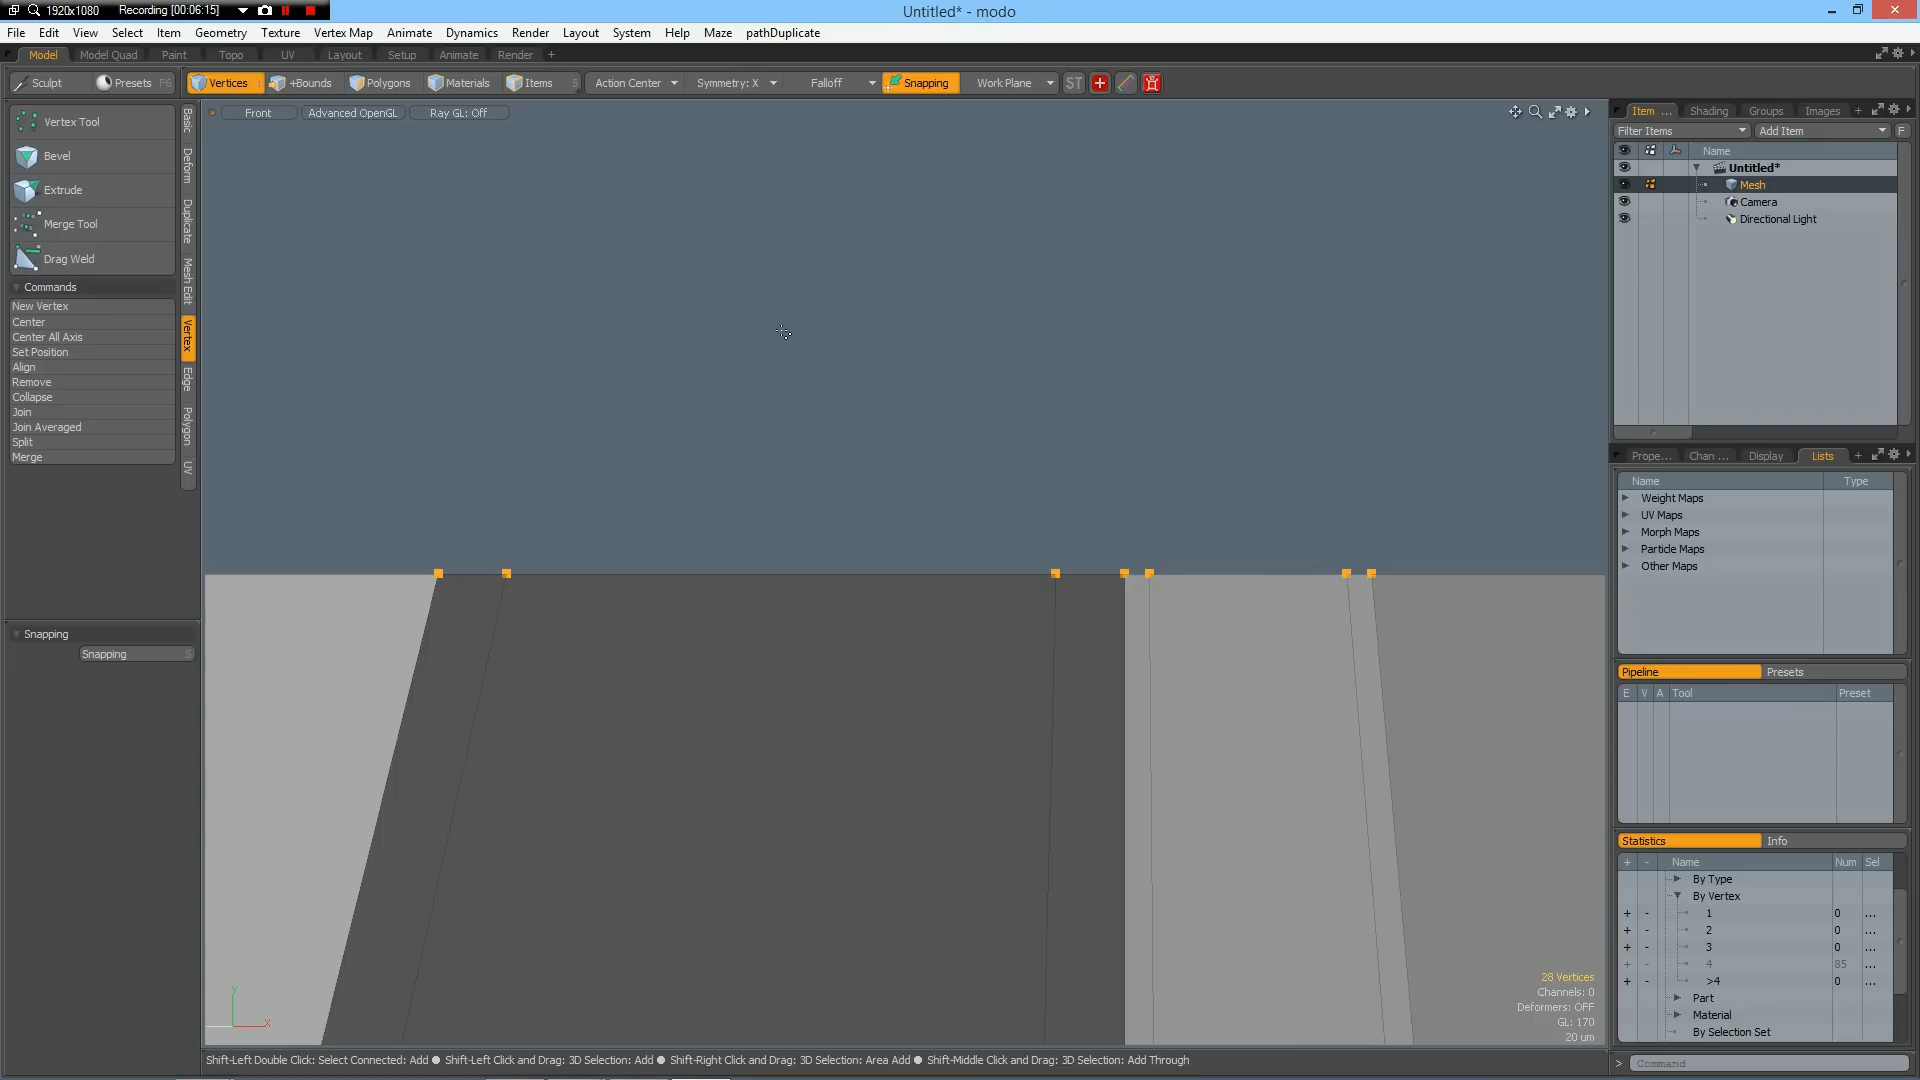 1920x1080 Recording [00:06:15] Untitled* - modo
File Edit View Select Item Geometry Texture Vertex Map Animate Dynamics Render Layout System Help Maze pathDuplicate
Model Model Quad Paint Topo UV Layout Setup Animate Render +
Sculpt Presets F6 Vertices 1 +Bounds Polygons Materials Items 5 Action Center Symmetry: X Falloff Snapping Work Plane ST
Front Advanced OpenGL Ray GL: Off
Vertex Tool
Bevel
Extrude
Merge Tool
Drag Weld
Commands
New Vertex
Center
Center All Axis
Set Position
Align
Remove
Collapse
Join
Join Averaged
Split
Merge
Basic
Deform
Duplicate
Mesh Edit
Vertex
Edge
Polygon
UV
Snapping
Snapping S
Item ... Shading Groups Images +
Filter Items Add Item F
Name
Untitled*
Mesh
Camera
Directional Light
Prope... Chan ... Display Lists +
Name Type
Weight Maps
UV Maps
Morph Maps
Particle Maps
Other Maps
Pipeline Presets
E V A Tool Preset
Statistics Info
+ - Name Num Sel
By Type
By Vertex
+ - 1 0 ...
+ - 2 0 ...
+ - 3 0 ...
+ - 4 85 ...
+ - >4 0 ...
Part
Material
By Selection Set
28 Vertices
Channels: 0
Deformers: OFF
GL: 170
20 um
Y
X
Shift-Left Double Click: Select Connected: Add ● Shift-Left Click and Drag: 3D Selection: Add ● Shift-Right Click and Drag: 3D Selection: Area Add ● Shift-Middle Click and Drag: 3D Selection: Add Through
> Command